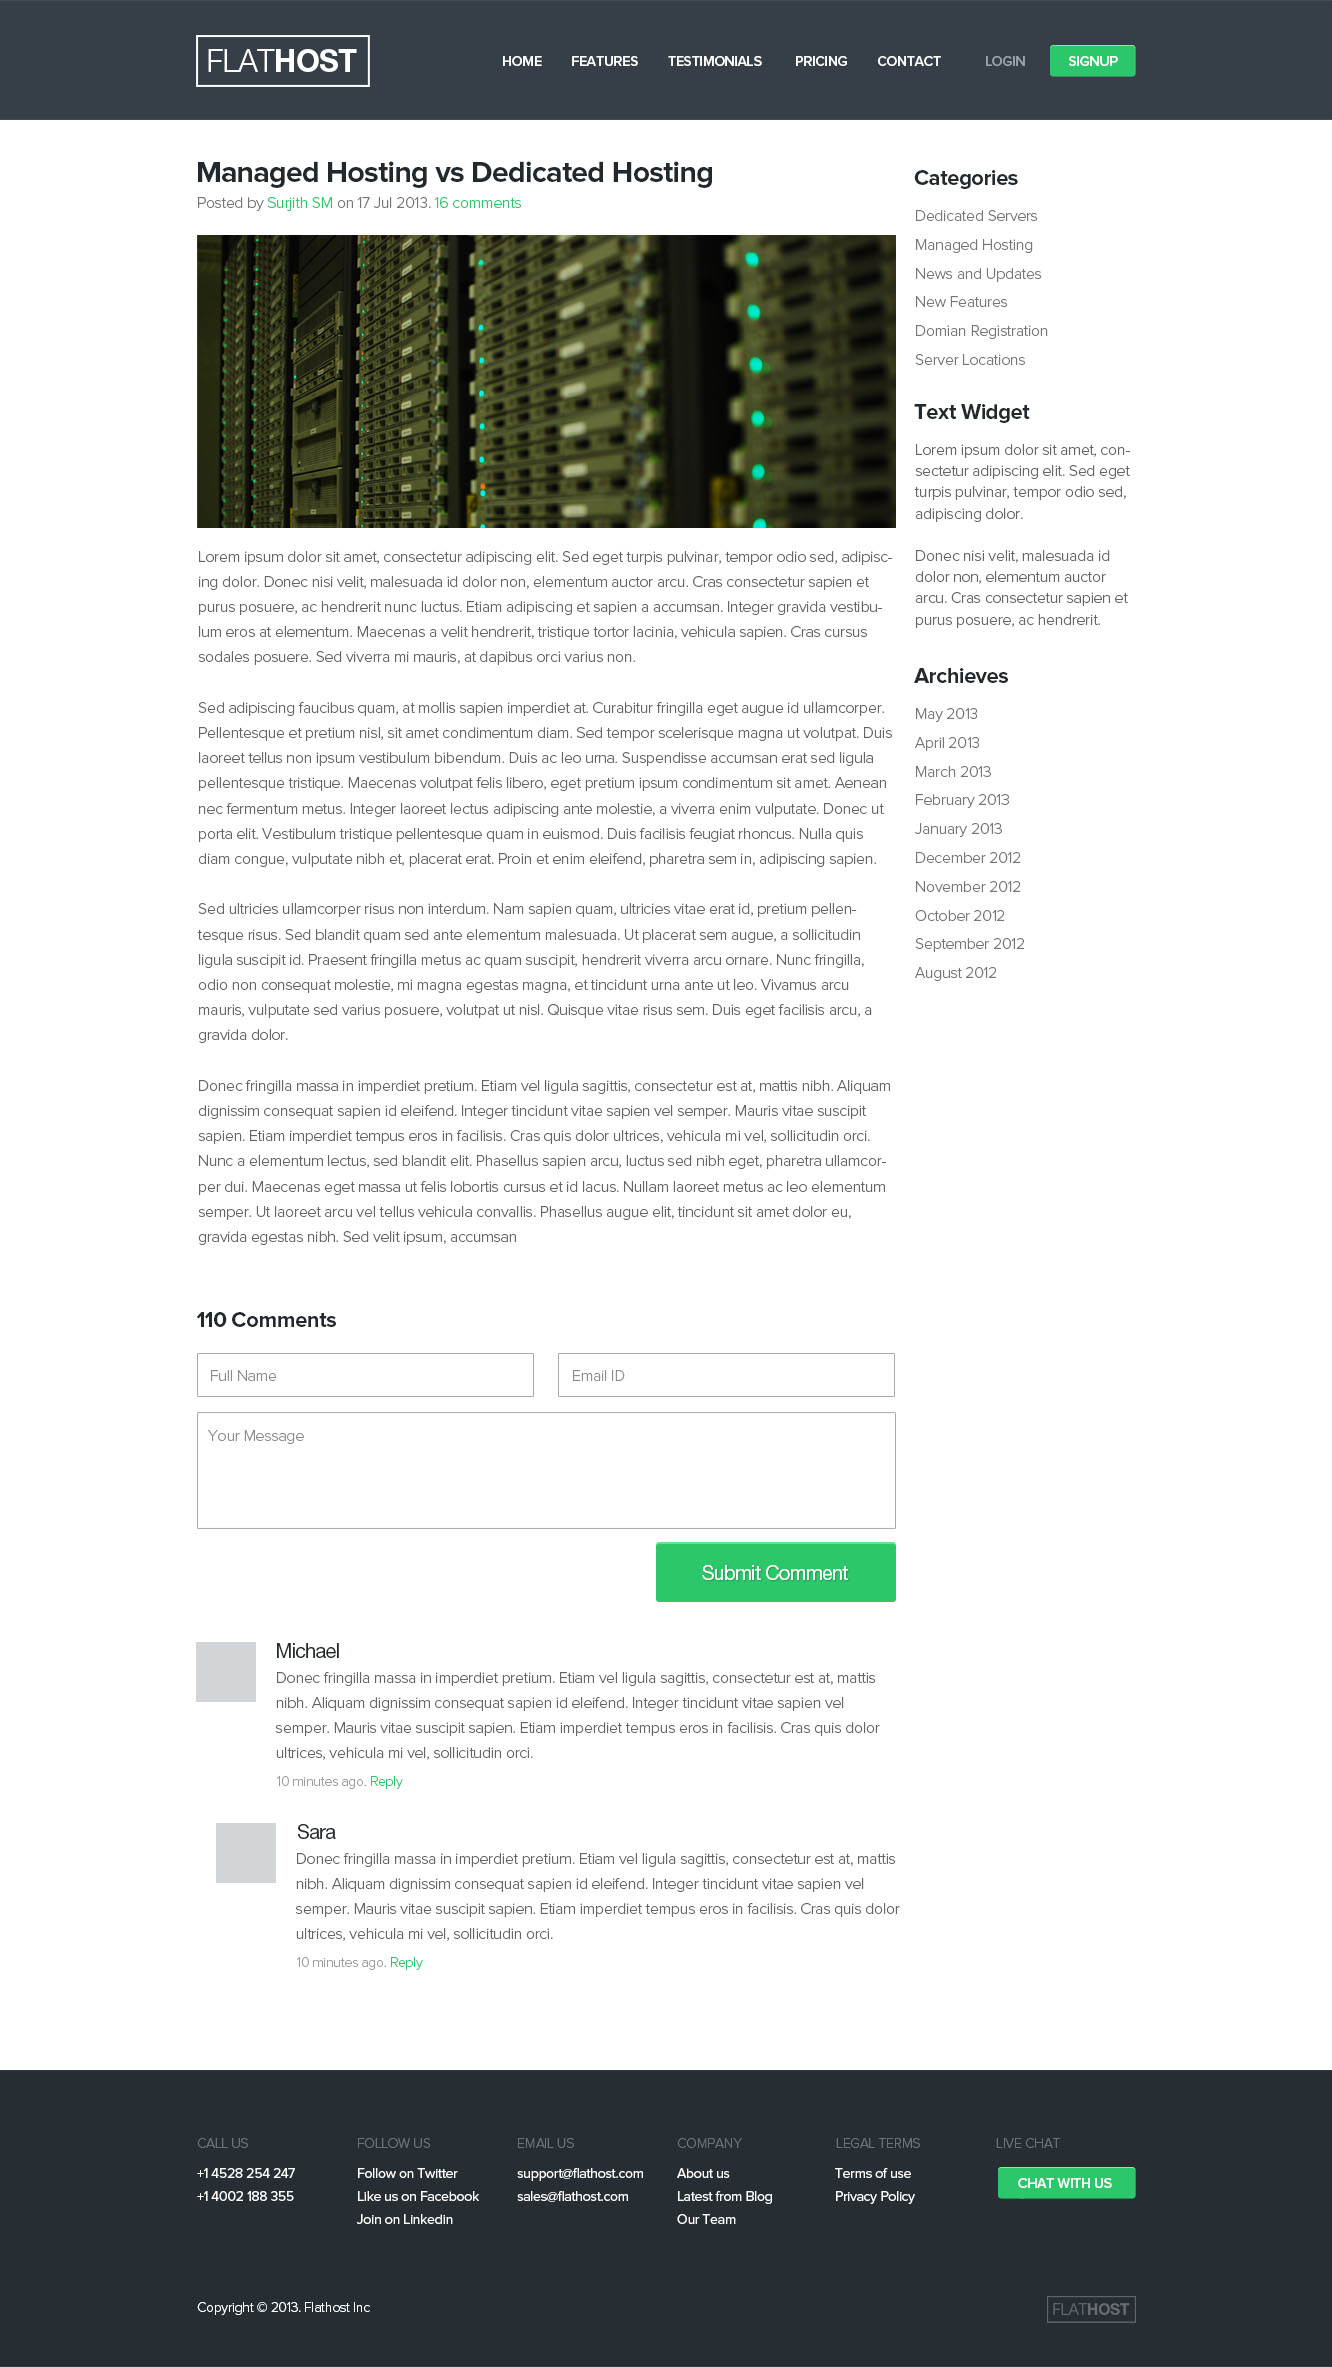 FLATHOST
HOME FEATURES TESTIMONIALS PRICING CONTACT LOGIN SIGNUP
Managed Hosting vs Dedicated Hosting
Posted by Surjith SM on 17 Jul 2013. 16 comments
Lorem ipsum dolor sit amet, consectetur adipiscing elit. Sed eget turpis pulvinar, tempor odio sed, adipisc-
ing dolor. Donec nisi velit, malesuada id dolor non, elementum auctor arcu. Cras consectetur sapien et
purus posuere, ac hendrerit nunc luctus. Etiam adipiscing et sapien a accumsan. Integer gravida vestibu-
lum eros at elementum. Maecenas a velit hendrerit, tristique tortor lacinia, vehicula sapien. Cras cursus
sodales posuere. Sed viverra mi mauris, at dapibus orci varius non.
Sed adipiscing faucibus quam, at mollis sapien imperdiet at. Curabitur fringilla eget augue id ullamcorper.
Pellentesque et pretium nisl, sit amet condimentum diam. Sed tempor scelerisque magna ut volutpat. Duis
laoreet tellus non ipsum vestibulum bibendum. Duis ac leo urna. Suspendisse accumsan erat sed ligula
pellentesque tristique. Maecenas volutpat felis libero, eget pretium ipsum condimentum sit amet. Aenean
nec fermentum metus. Integer laoreet lectus adipiscing ante molestie, a viverra enim vulputate. Donec ut
porta elit. Vestibulum tristique pellentesque quam in euismod. Duis facilisis feugiat rhoncus. Nulla quis
diam congue, vulputate nibh et, placerat erat. Proin et enim eleifend, pharetra sem in, adipiscing sapien.
Sed ultricies ullamcorper risus non interdum. Nam sapien quam, ultricies vitae erat id, pretium pellen-
tesque risus. Sed blandit quam sed ante elementum malesuada. Ut placerat sem augue, a sollicitudin
ligula suscipit id. Praesent fringilla metus ac quam suscipit, hendrerit viverra arcu ornare. Nunc fringilla,
odio non consequat molestie, mi magna egestas magna, et tincidunt urna ante ut leo. Vivamus arcu
mauris, vulputate sed varius posuere, volutpat ut nisl. Quisque vitae risus sem. Duis eget facilisis arcu, a
gravida dolor.
Donec fringilla massa in imperdiet pretium. Etiam vel ligula sagittis, consectetur est at, mattis nibh. Aliquam
dignissim consequat sapien id eleifend. Integer tincidunt vitae sapien vel semper. Mauris vitae suscipit
sapien. Etiam imperdiet tempus eros in facilisis. Cras quis dolor ultrices, vehicula mi vel, sollicitudin orci.
Nunc a elementum lectus, sed blandit elit. Phasellus sapien arcu, luctus sed nibh eget, pharetra ullamcor-
per dui. Maecenas eget massa ut felis lobortis cursus et id lacus. Nullam laoreet metus ac leo elementum
semper. Ut laoreet arcu vel tellus vehicula convallis. Phasellus augue elit, tincidunt sit amet dolor eu,
gravida egestas nibh. Sed velit ipsum, accumsan
Categories
Dedicated Servers
Managed Hosting
News and Updates
New Features
Domian Registration
Server Locations
Text Widget
Lorem ipsum dolor sit amet, con-
sectetur adipiscing elit. Sed eget
turpis pulvinar, tempor odio sed,
adipiscing dolor.
Donec nisi velit, malesuada id
dolor non, elementum auctor
arcu. Cras consectetur sapien et
purus posuere, ac hendrerit.
Archieves
May 2013
April 2013
March 2013
February 2013
January 2013
December 2012
November 2012
October 2012
September 2012
August 2012
110 Comments
Full Name
Email ID
Your Message
Submit Comment
Michael
Donec fringilla massa in imperdiet pretium. Etiam vel ligula sagittis, consectetur est at, mattis
nibh. Aliquam dignissim consequat sapien id eleifend. Integer tincidunt vitae sapien vel
semper. Mauris vitae suscipit sapien. Etiam imperdiet tempus eros in facilisis. Cras quis dolor
ultrices, vehicula mi vel, sollicitudin orci.
10 minutes ago. Reply
Sara
Donec fringilla massa in imperdiet pretium. Etiam vel ligula sagittis, consectetur est at, mattis
nibh. Aliquam dignissim consequat sapien id eleifend. Integer tincidunt vitae sapien vel
semper. Mauris vitae suscipit sapien. Etiam imperdiet tempus eros in facilisis. Cras quis dolor
ultrices, vehicula mi vel, sollicitudin orci.
10 minutes ago. Reply
CALL US
+1 4528 254 247
+1 4002 188 355
FOLLOW US
Follow on Twitter
Like us on Facebook
Join on Linkedin
EMAIL US
support@flathost.com
sales@flathost.com
COMPANY
About us
Latest from Blog
Our Team
LEGAL TERMS
Terms of use
Privacy Policy
LIVE CHAT
CHAT WITH US
Copyright © 2013. Flathost Inc
FLATHOST